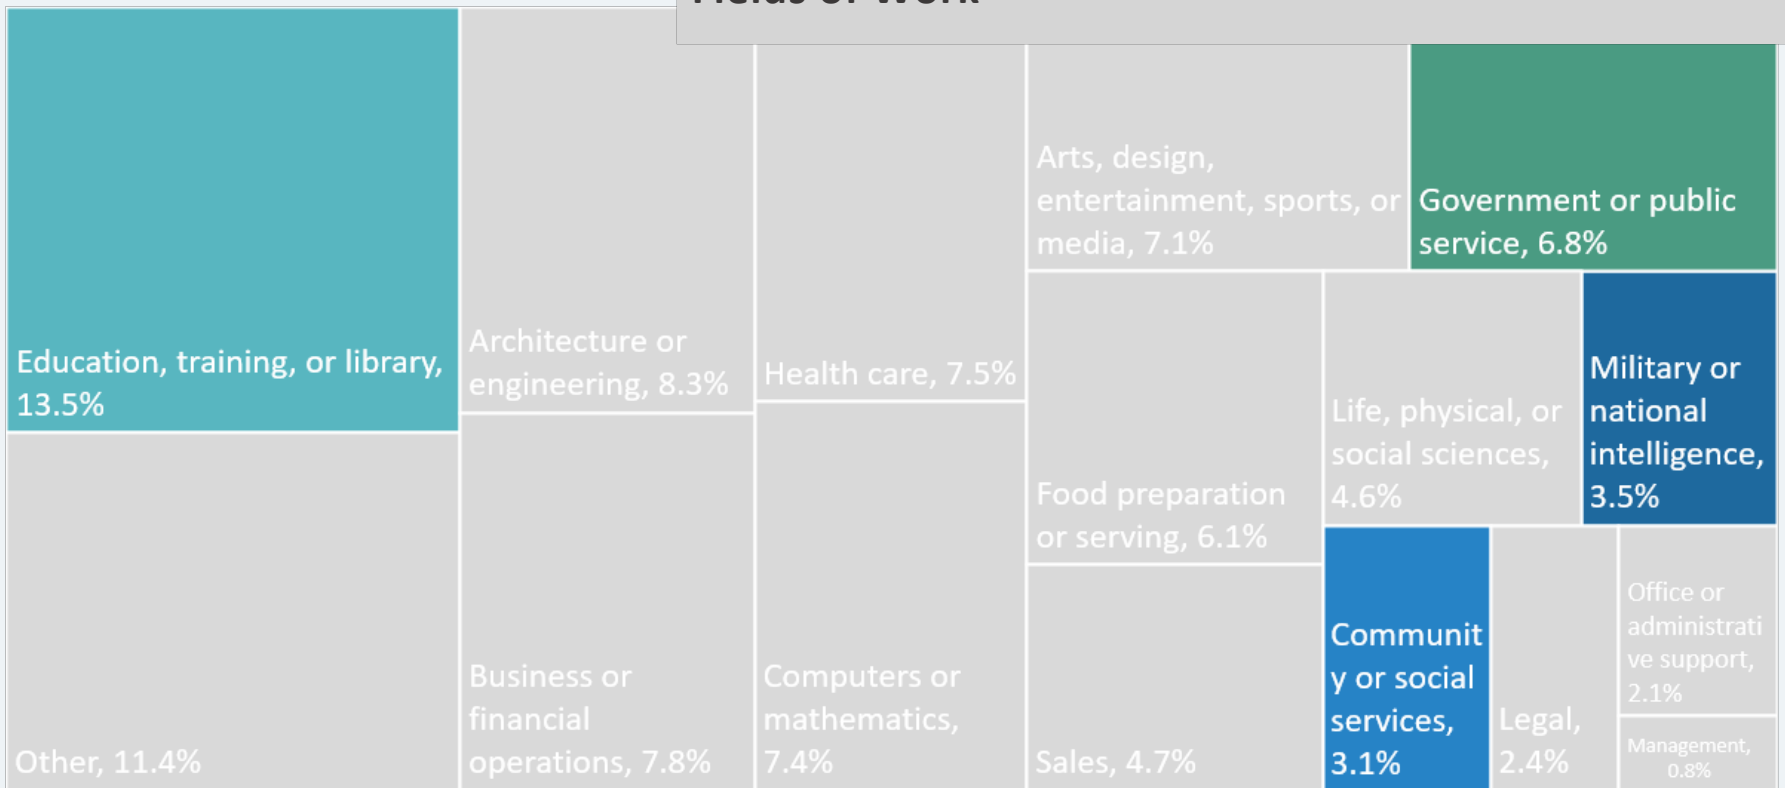 Fields of Work
Education, training, or library,
13.5%
Other, 11.4%
Architecture or
engineering, 8.3%
Business or
financial
operations, 7.8%
Health care, 7.5%
Computers or
mathematics,
7.4%
Arts, design,
entertainment, sports, or
media, 7.1%
Government or public
service, 6.8%
Food preparation
or serving, 6.1%
Sales, 4.7%
Life, physical, or
social sciences,
4.6%
Military or
national
intelligence,
3.5%
Communit
y or social
services,
3.1%
Legal,
2.4%
Office or
administrati
ve support,
2.1%
Management,
0.8%